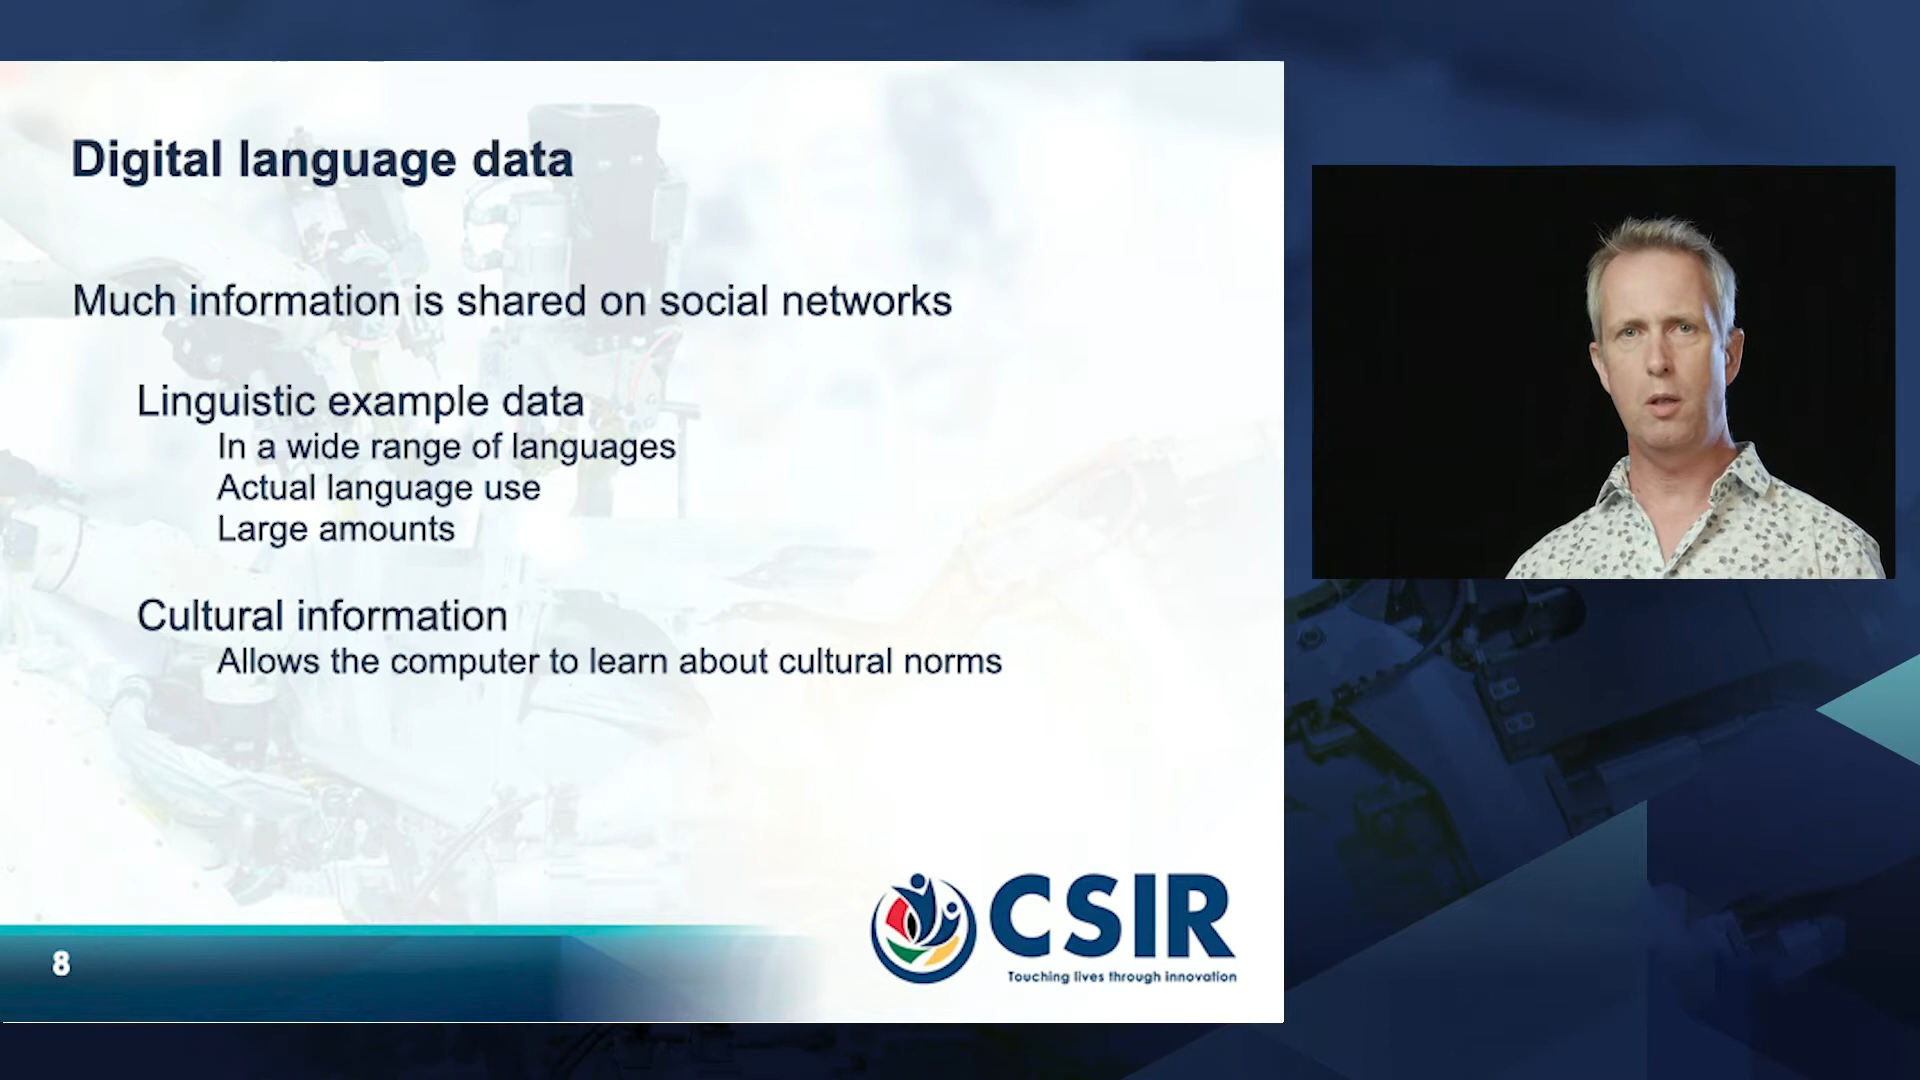 Digital language data
Much information is shared on social networks
Linguistic example data
In a wide range of languages
Actual language use
Large amounts
Cultural information
Allows the computer to learn about cultural norms
CSIR
Touching lives through innovation
8